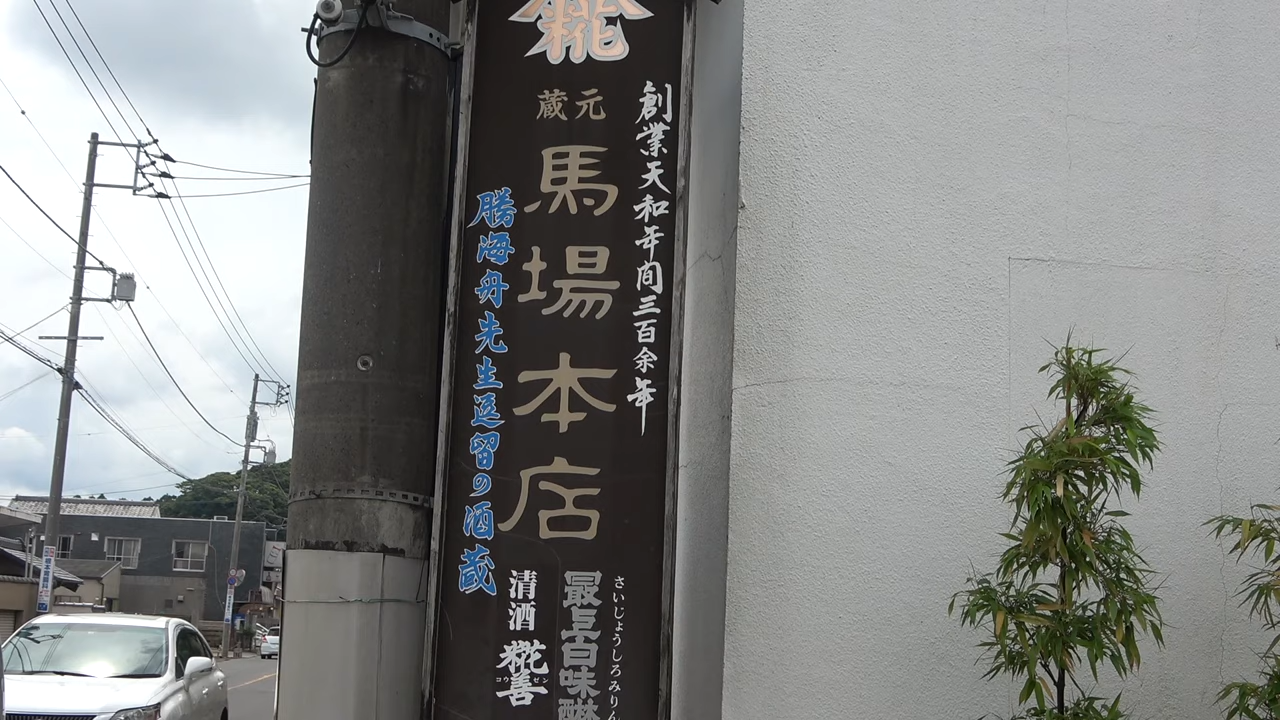 糀
創業天和年間三百余年
蔵元
馬場本店
勝海舟先生逗留の酒蔵
さいじょうしろみりん
最上白味醂
清酒
糀善
コウゼン